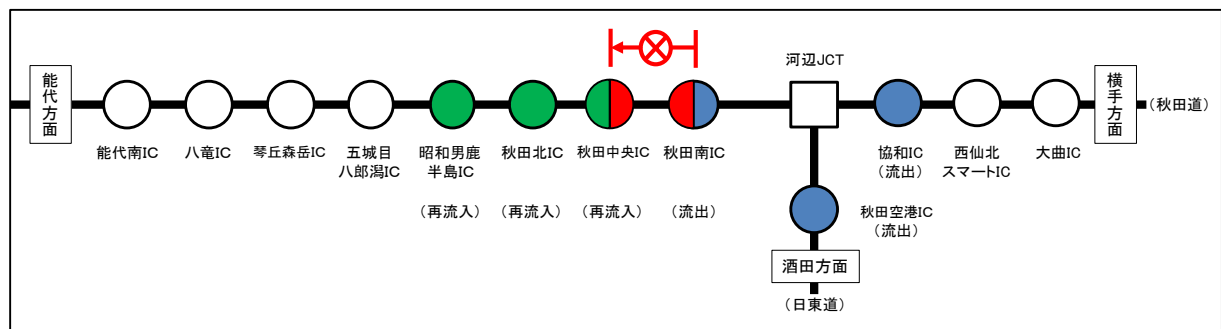 能代方面
能代南IC
八竜IC
琴丘森岳IC
五城目
八郎潟IC
昭和男鹿
半島IC
(再流入)
秋田北IC
(再流入)
秋田中央IC
(再流入)
秋田南IC
(流出)
河辺JCT
協和IC
(流出)
西仙北
スマートIC
大曲IC
横手方面
(秋田道)
秋田空港IC
(流出)
酒田方面
(日東道)